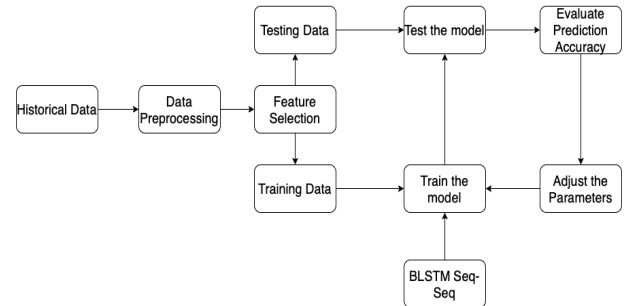 Testing Data
Test the model
Evaluate
Prediction
Accuracy
Historical Data
Data
Preprocessing
Feature
Selection
Training Data
Train the
model
Adjust the
Parameters
BLSTM Seq-
Seq